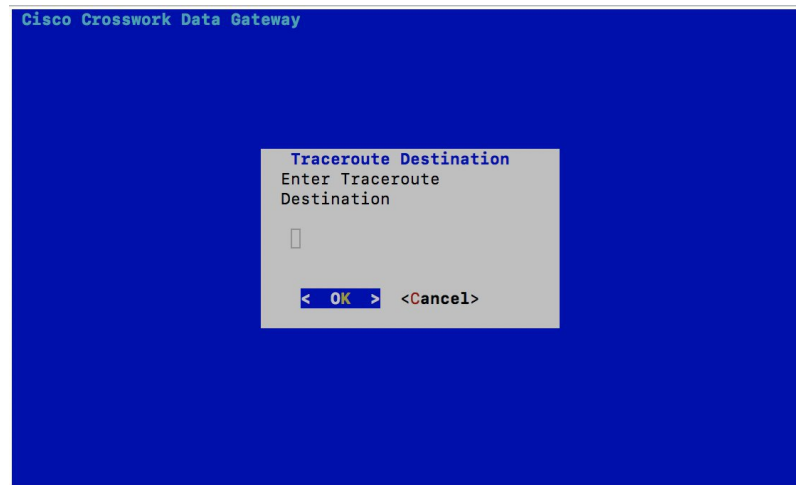 Cisco Crosswork Data Gateway
Traceroute Destination
Enter Traceroute
Destination
< OK > <Cancel>